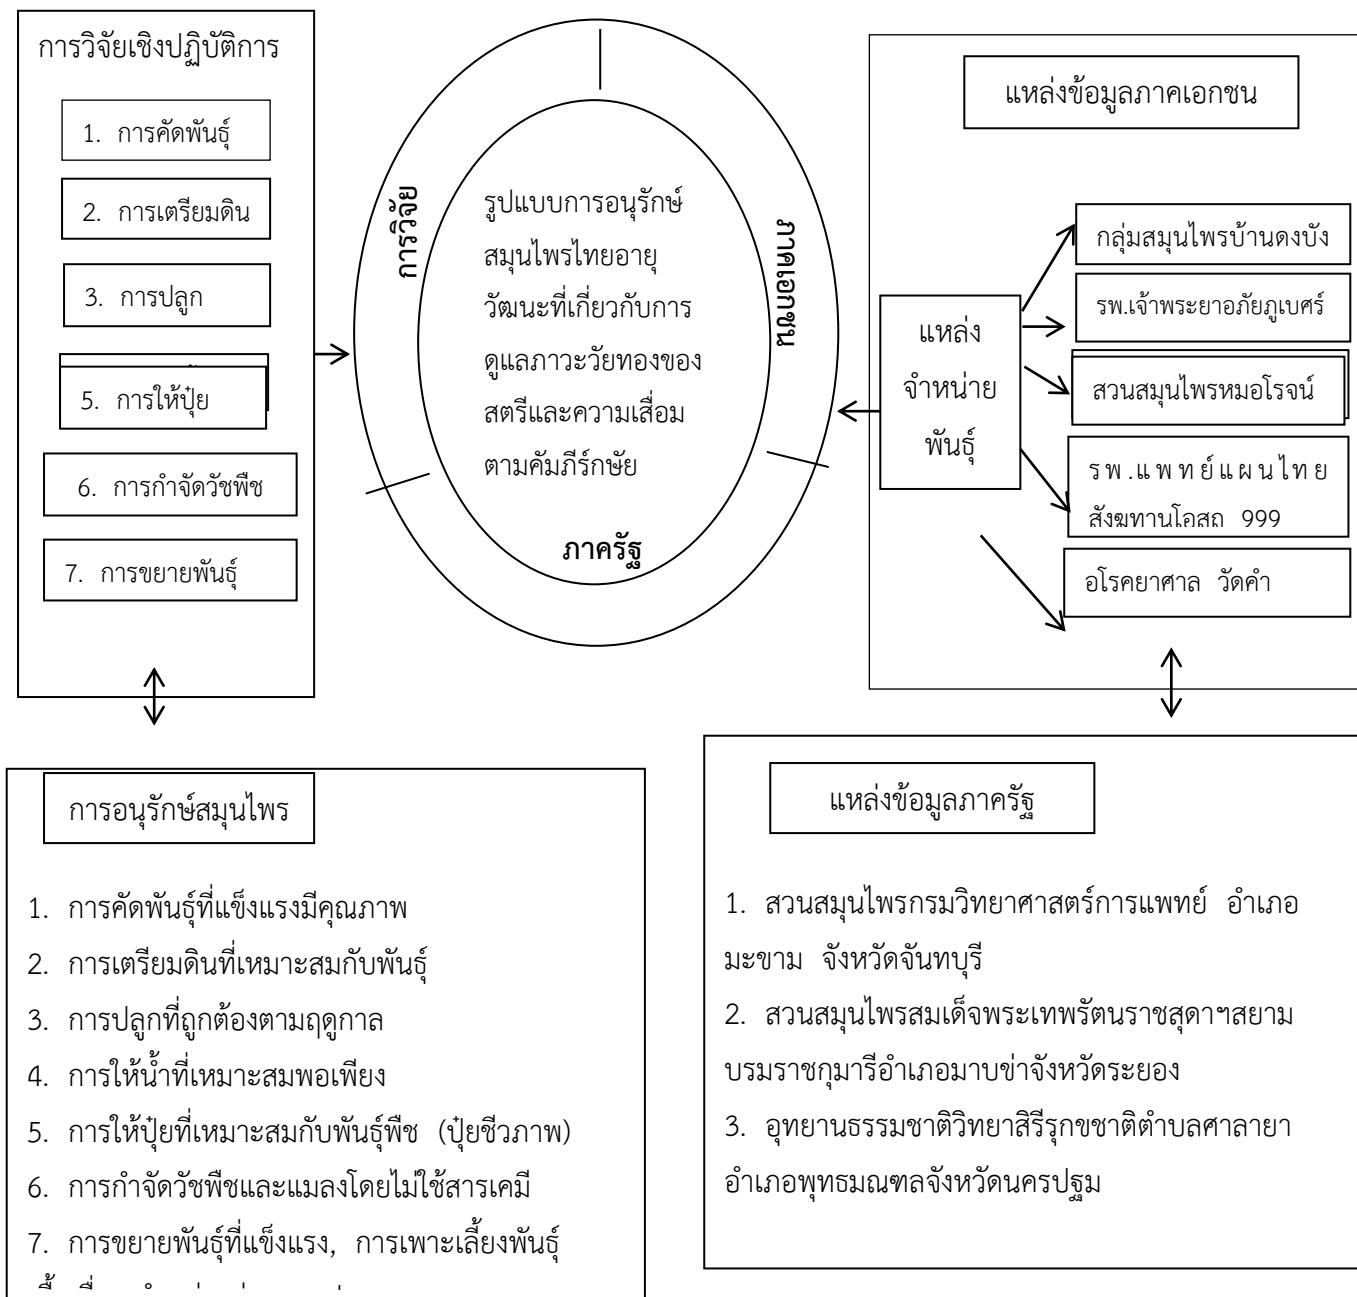 การวิจัยเชิงปฏิบัติการ
1. การคัดพันธุ์
2. การเตรียมดิน
3. การปลูก
5. การให้ปุ๋ย
6. การกำจัดวัชพืช
7. การขยายพันธุ์
การวิจัย
รูปแบบการอนุรักษ์
สมุนไพรไทยอายุ
วัฒนะที่เกี่ยวกับการ
ดูแลภาวะวัยทองของ
สตรีและความเสื่อม
ตามคัมภีร์กษัย
ภาครัฐ
ภาคเอกชน
แหล่งข้อมูลภาคเอกชน
แหล่ง
จำหน่าย
พันธุ์
กลุ่มสมุนไพรบ้านดงบัง
รพ.เจ้าพระยาอภัยภูเบศร์
สวนสมุนไพรหมอโรจน์
รพ.แพทย์แผนไทย
สังฆทานโอสถ 999
อโรคยาศาล วัดคำ
การอนุรักษ์สมุนไพร
1. การคัดพันธุ์ที่แข็งแรงมีคุณภาพ
2. การเตรียมดินที่เหมาะสมกับพันธุ์
3. การปลูกที่ถูกต้องตามฤดูกาล
4. การให้น้ำที่เหมาะสมพอเพียง
5. การให้ปุ๋ยที่เหมาะสมกับพันธุ์พืช (ปุ๋ยชีวภาพ)
6. การกำจัดวัชพืชและแมลงโดยไม่ใช้สารเคมี
7. การขยายพันธุ์ที่แข็งแรง, การเพาะเลี้ยงพันธุ์
แหล่งข้อมูลภาครัฐ
1. สวนสมุนไพรกรมวิทยาศาสตร์การแพทย์ อำเภอ
มะขาม จังหวัดจันทบุรี
2. สวนสมุนไพรสมเด็จพระเทพรัตนราชสุดาฯสยาม
บรมราชกุมารีอำเภอมาบข่าจังหวัดระยอง
3. อุทยานธรรมชาติวิทยาสิรีรุกขชาติตำบลศาลายา
อำเภอพุทธมณฑลจังหวัดนครปฐม